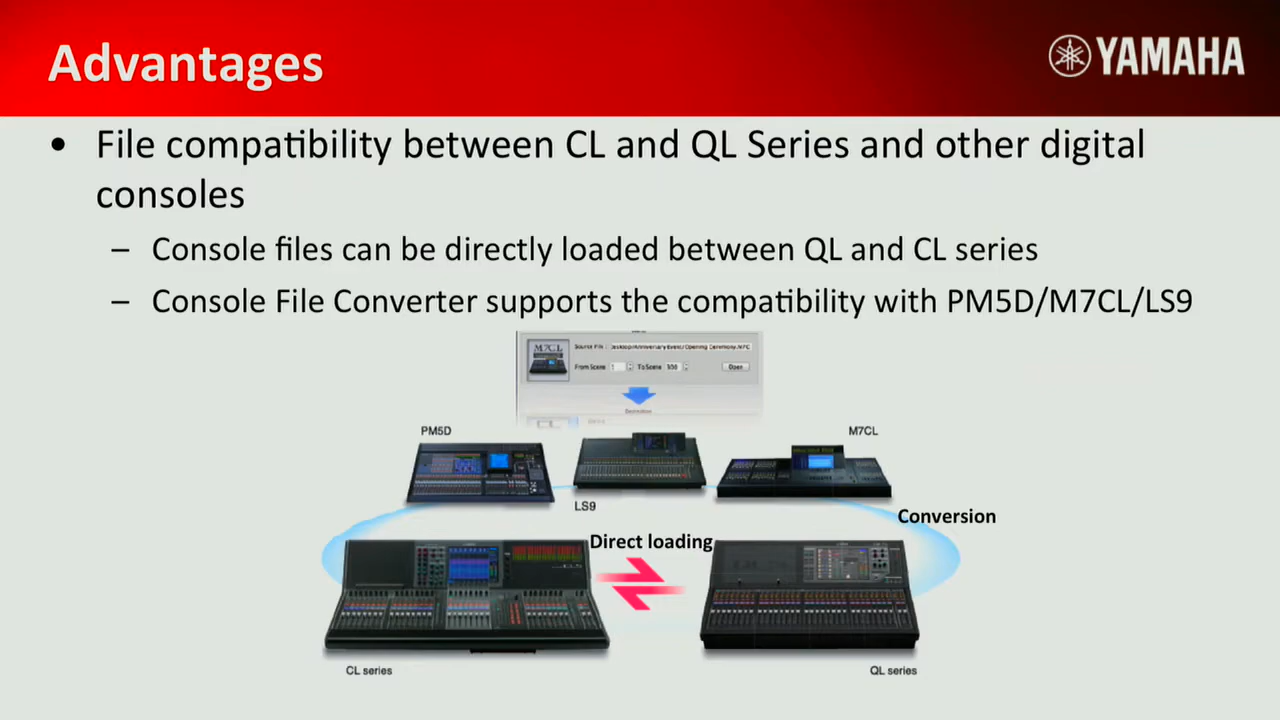 Advantages
YAMAHA
• File compatibility between CL and QL Series and other digital
consoles
– Console files can be directly loaded between QL and CL series
– Console File Converter supports the compatibility with PM5D/M7CL/LS9
M7CL
Source File
From Scene
To Scene 300
Open
PM5D
M7CL
LS9
Conversion
Direct loading
CL series
QL series